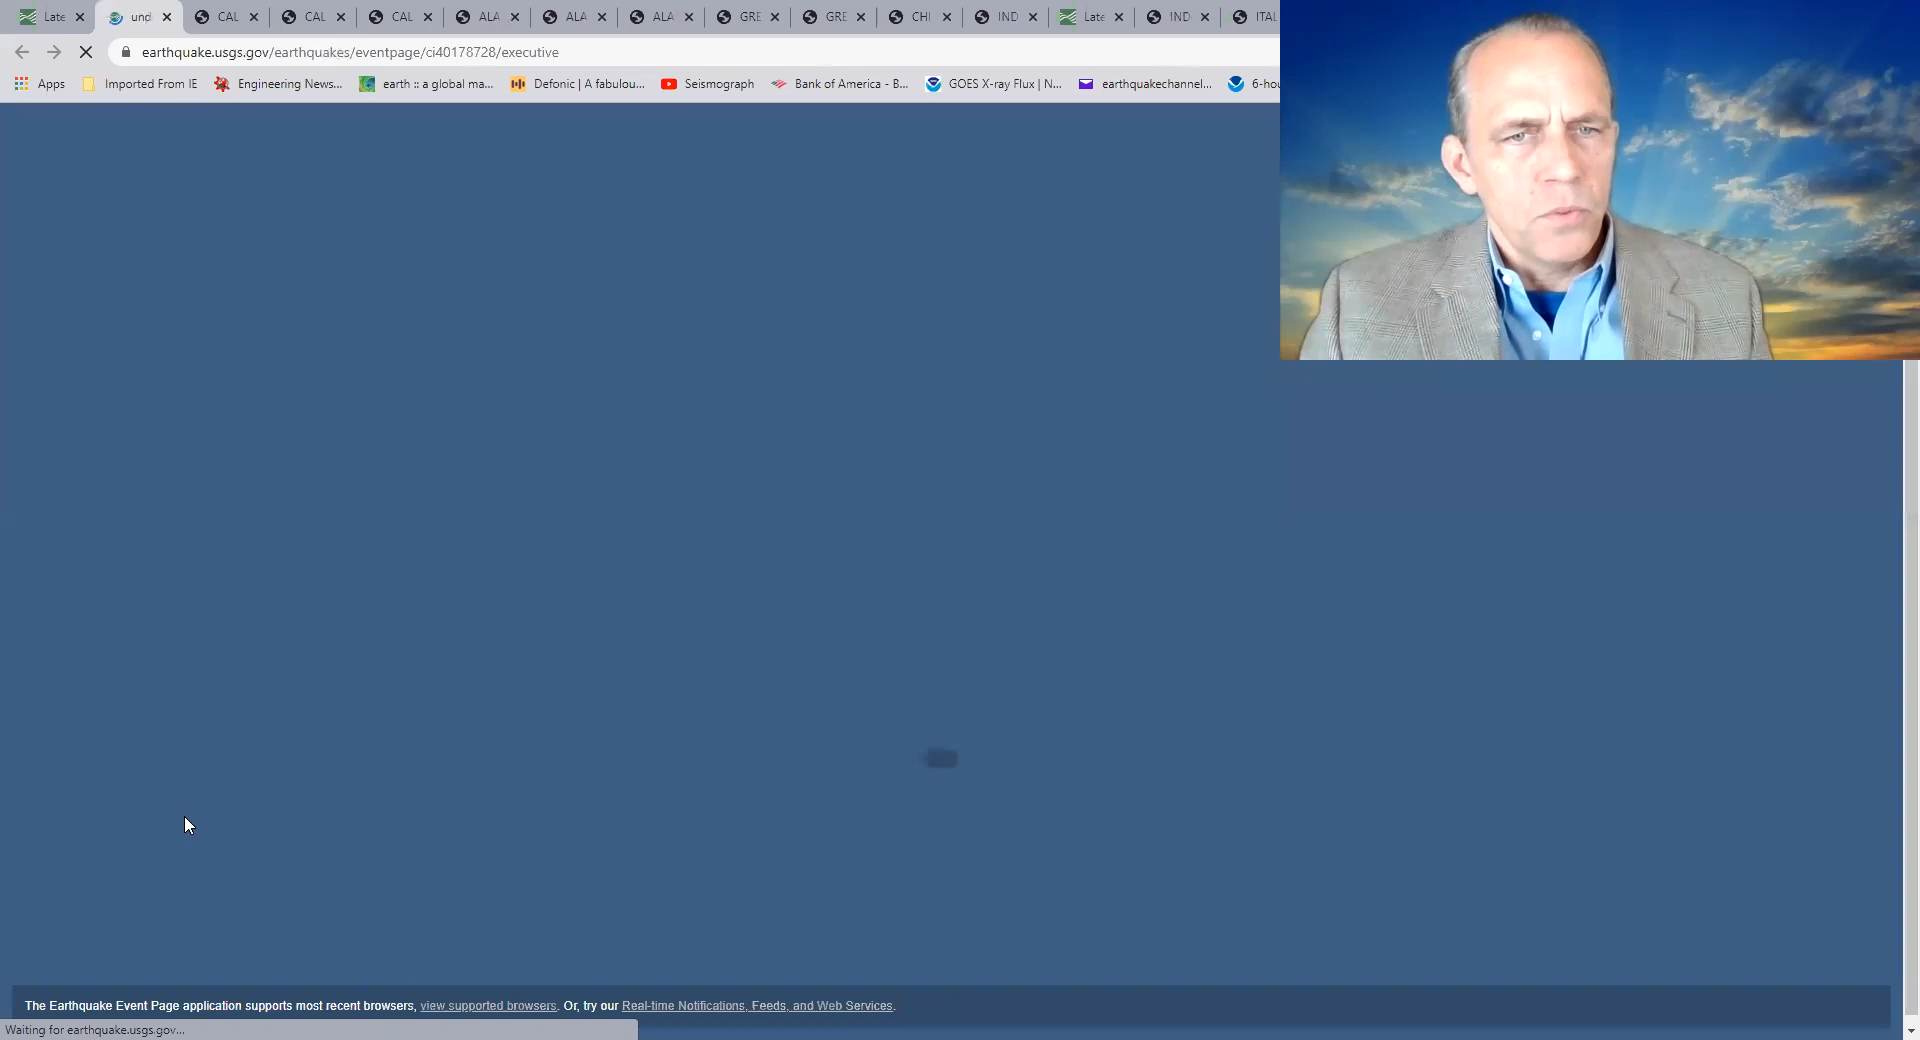 Late
und
CAL
CAL
CAL
ALA
ALA
ALA
GRE
GRE
CHI
IND
Late
IND
ITAL
earthquake.usgs.gov/earthquakes/eventpage/ci40178728/executive
Apps
Imported From IE
Engineering News...
earth :: a global ma...
Defonic | A fabulou...
Seismograph
Bank of America - B...
GOES X-ray Flux | N...
earthquakechannel...
6-hou
The Earthquake Event Page application supports most recent browsers, view supported browsers. Or, try our Real-time Notifications, Feeds, and Web Services.
Waiting for earthquake.usgs.gov...